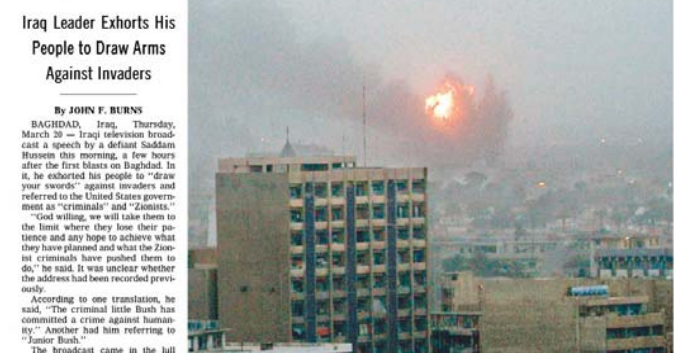 Iraq Leader Exhorts His
People to Draw Arms
Against Invaders
By JOHN F. BURNS
BAGHDAD, Iraq, Thursday,
March 20 — Iraqi television broad-
cast a speech by a defiant Saddam
Hussein this morning, a few hours
after the first blasts on Baghdad. In
it, he exhorted his people to "draw
your swords" against invaders and
referred to the United States govern-
ment as "criminals" and "Zionists."
"God willing, we will take them to
the limit where they lose their pa-
tience and any hope to achieve what
they have planned and what the Zion-
ist criminals have pushed them to
do," he said. It was unclear whether
the address had been recorded previ-
ously.
According to one translation, he
said, "The criminal little Bush has
committed a crime against human-
ity." Another had him referring to
"Junior Bush."
The broadcast came in the full